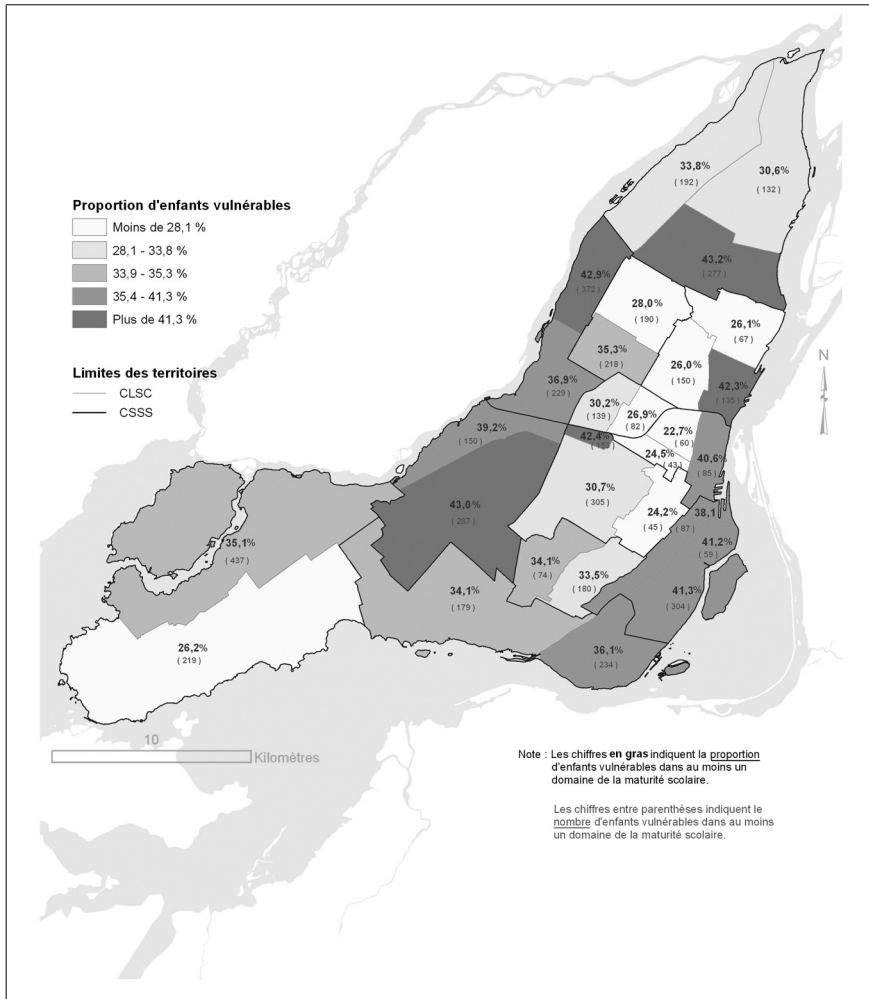 33,8%
( 192 )
30,6%
( 132 )
Proportion d'enfants vulnérables
Moins de 28,1 %
28,1 - 33,8 %
33,9 - 35,3 %
35,4 - 41,3 %
Plus de 41,3 %
43,2%
( 277 )
42,9%
( 372 )
28,0%
( 190 )
26,1%
( 67 )
Limites des territoires
CLSC
CSSS
N
35,3%
( 218 )
26,0%
( 150 )
36,9%
( 229 )
42,3%
( 135 )
30,2%
( 139 )
26,9%
( 82 )
39,2%
( 150 )
42,4%
22,7%
( 60 )
24,5%
( 43 )
40,6%
( 85 )
30,7%
( 305 )
43,0%
( 287 )
24,2%
( 45 )
38,1
( 87 )
35,1%
( 437 )
41,2%
( 59 )
34,1%
( 74 )
33,5%
( 180 )
34,1%
( 179 )
41,3%
( 304 )
26,2%
( 219 )
36,1%
( 234 )
10
Kilomètres
Note : Les chiffres en gras indiquent la proportion
d'enfants vulnérables dans au moins un
domaine de la maturité scolaire.
Les chiffres entre parenthèses indiquent le
nombre d'enfants vulnérables dans au moins
un domaine de la maturité scolaire.